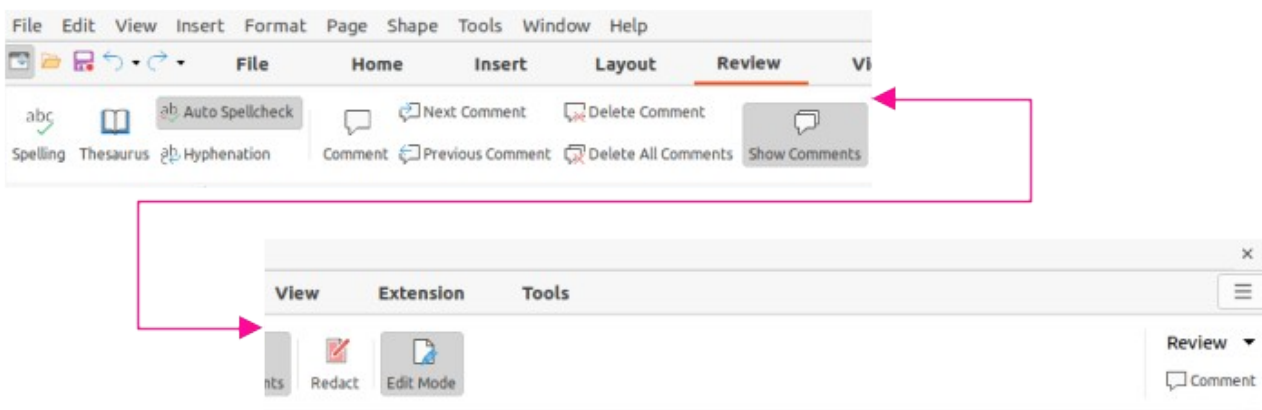 File Edit View Insert Format Page Shape Tools Window Help
File Home Insert Layout Review Vi
abc ab Auto Spellcheck Next Comment Delete Comment
Spelling Thesaurus ab Hyphenation Comment Previous Comment Delete All Comments Show Comments
View Extension Tools
Review
nts Redact Edit Mode Comment